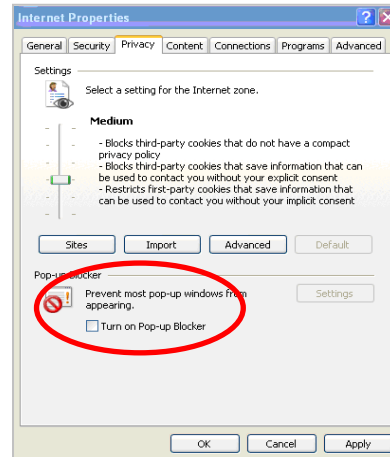 Internet Properties
General Security Privacy Content Connections Programs Advanced
Settings
Select a setting for the Internet zone.
Medium
- Blocks third-party cookies that do not have a compact
privacy policy
- Blocks third-party cookies that save information that can
be used to contact you without your explicit consent
- Restricts first-party cookies that save information that
can be used to contact you without your implicit consent
Sites Import Advanced Default
Pop-up Blocker
Prevent most pop-up windows from Settings
appearing.
Turn on Pop-up Blocker
OK Cancel Apply